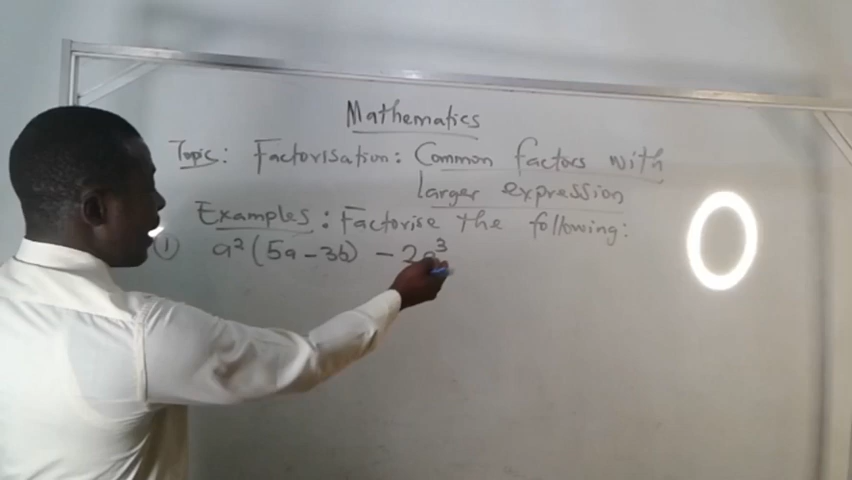 Mathematics
Topic: Factorisation: Common factors with
larger expression
Examples: Factorise the following:
① a²(5a - 3b) - 2a³